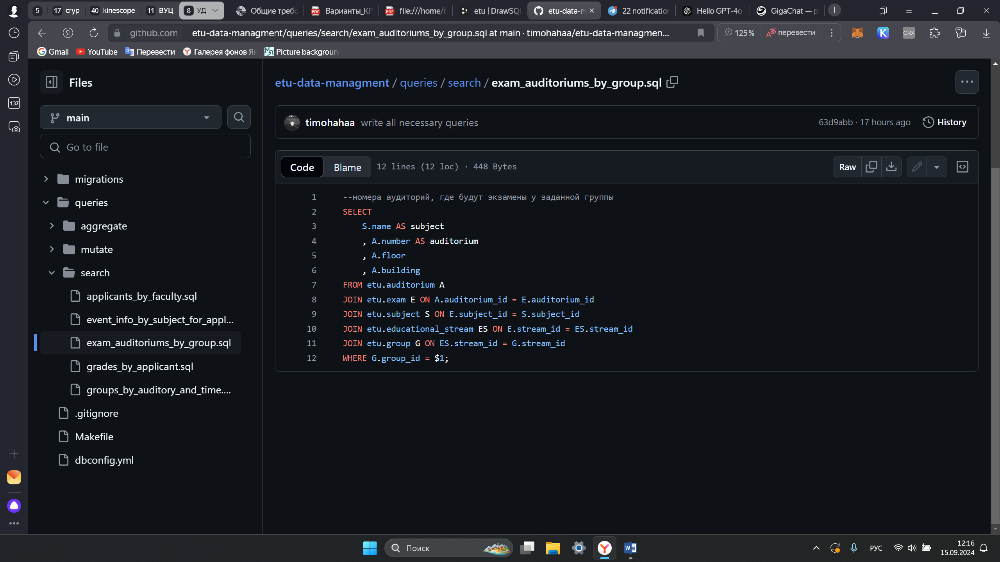 5
17 cryp
40 kinescope
11 ВУЦ
8 УД
Общие требо
Варианты_КР
file:///home/ti
etu | DrawSQL
etu-data-m
22 notification
Hello GPT-4o
GigaChat — р
github.com
etu-data-managment/queries/search/exam_auditoriums_by_group.sql at main · timohahaa/etu-data-managmen...
125 %
перевести
CRX
Gmail
YouTube
Перевести
Галерея фонов Ян
Picture backgroun
137
Files
main
Go to file
migrations
queries
aggregate
mutate
search
applicants_by_faculty.sql
event_info_by_subject_for_appl...
exam_auditoriums_by_group.sql
grades_by_applicant.sql
groups_by_auditory_and_time....
.gitignore
Makefile
dbconfig.yml
etu-data-managment / queries / search / exam_auditoriums_by_group.sql
timohahaa write all necessary queries
63d9abb · 17 hours ago
History
Code
Blame
12 lines (12 loc) · 448 Bytes
Raw
1 --номера аудиторий, где будут экзамены у заданной группы
2 SELECT
3 S.name AS subject
4 , A.number AS auditorium
5 , A.floor
6 , A.building
7 FROM etu.auditorium A
8 JOIN etu.exam E ON A.auditorium_id = E.auditorium_id
9 JOIN etu.subject S ON E.subject_id = S.subject_id
10 JOIN etu.educational_stream ES ON E.stream_id = ES.stream_id
11 JOIN etu.group G ON ES.stream_id = G.stream_id
12 WHERE G.group_id = $1;
Поиск
РУС
12:16
15.09.2024